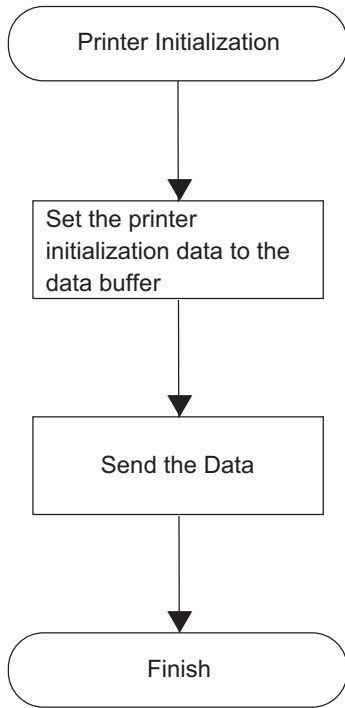 Printer Initialization
Set the printer
initialization data to the
data buffer
Send the Data
Finish